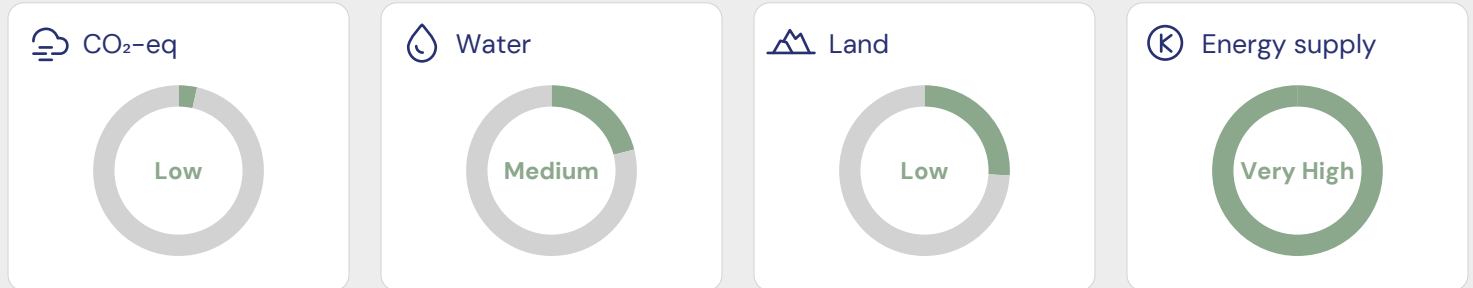 CO₂-eq
Low
Water
Medium
Land
Low
Energy supply
Very High